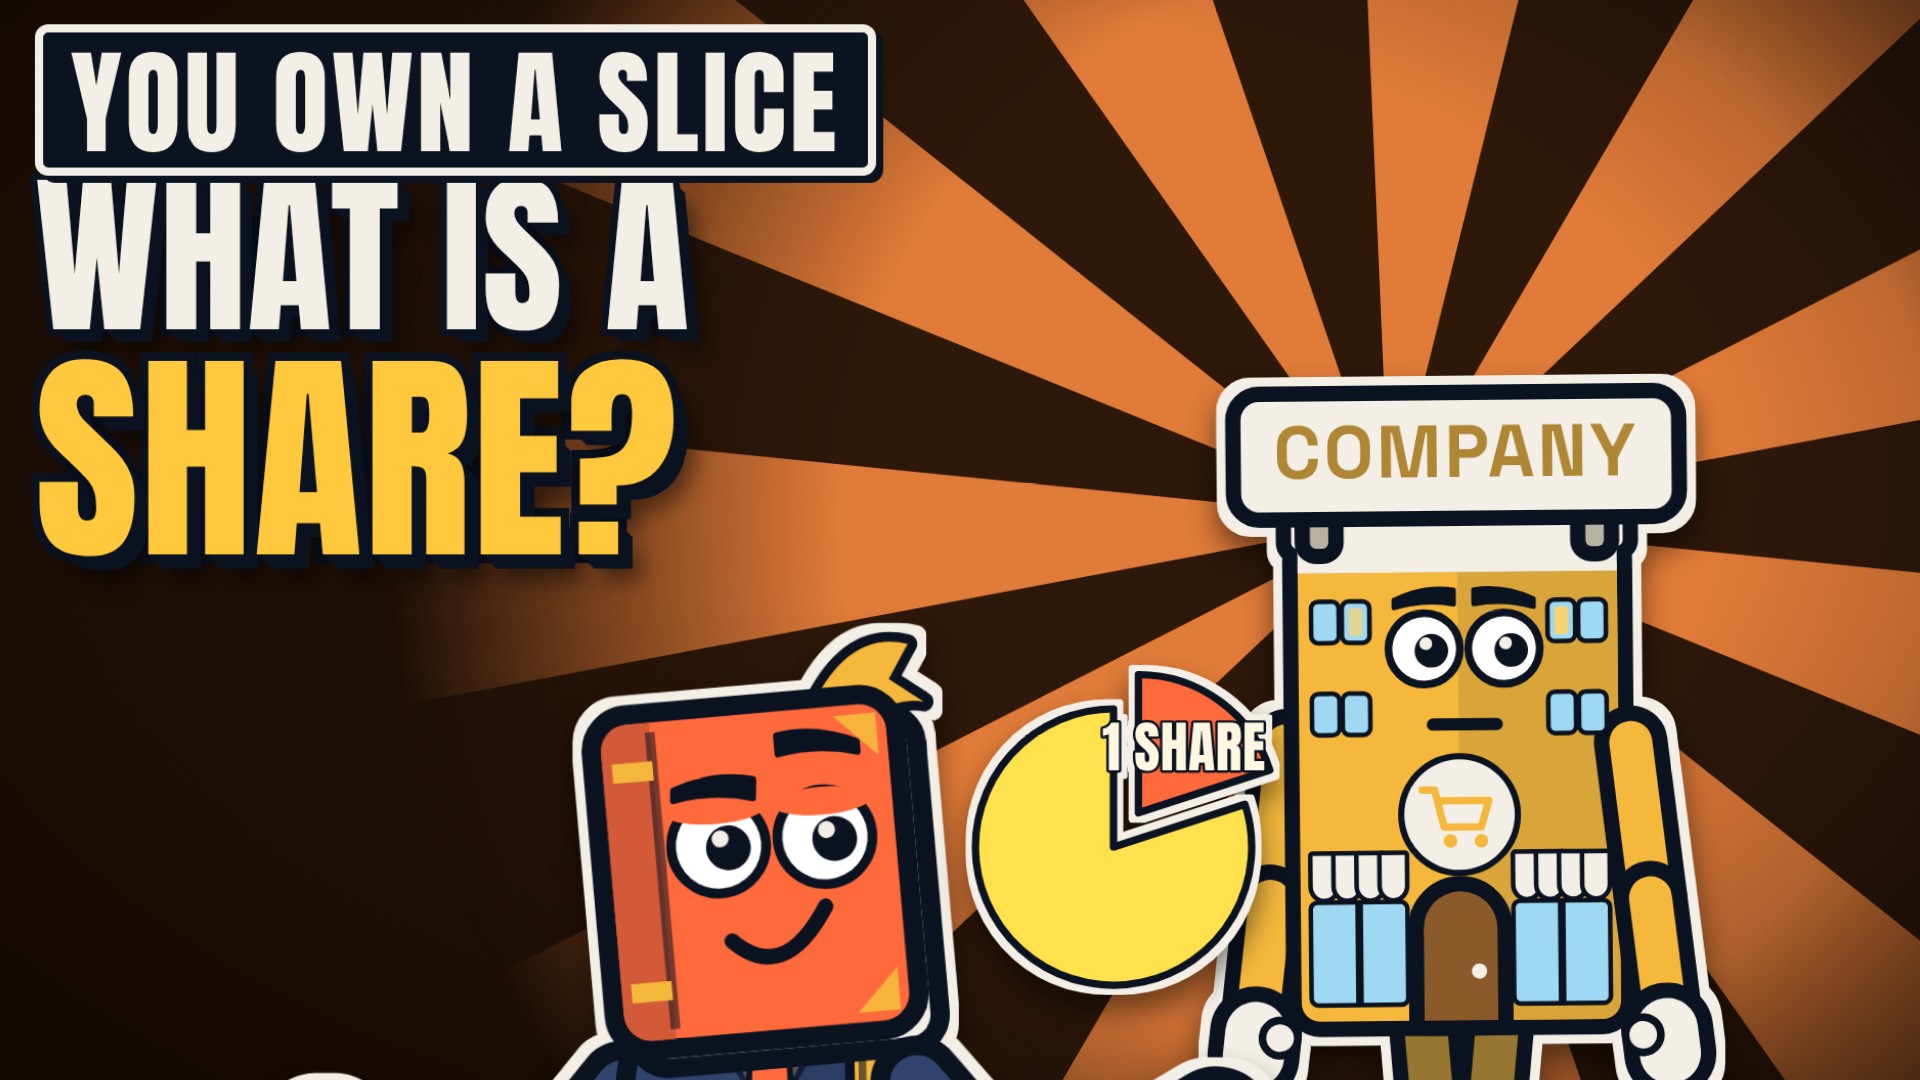 YOU OWN A SLICE
WHAT IS A
SHARE?
COMPANY
1 SHARE